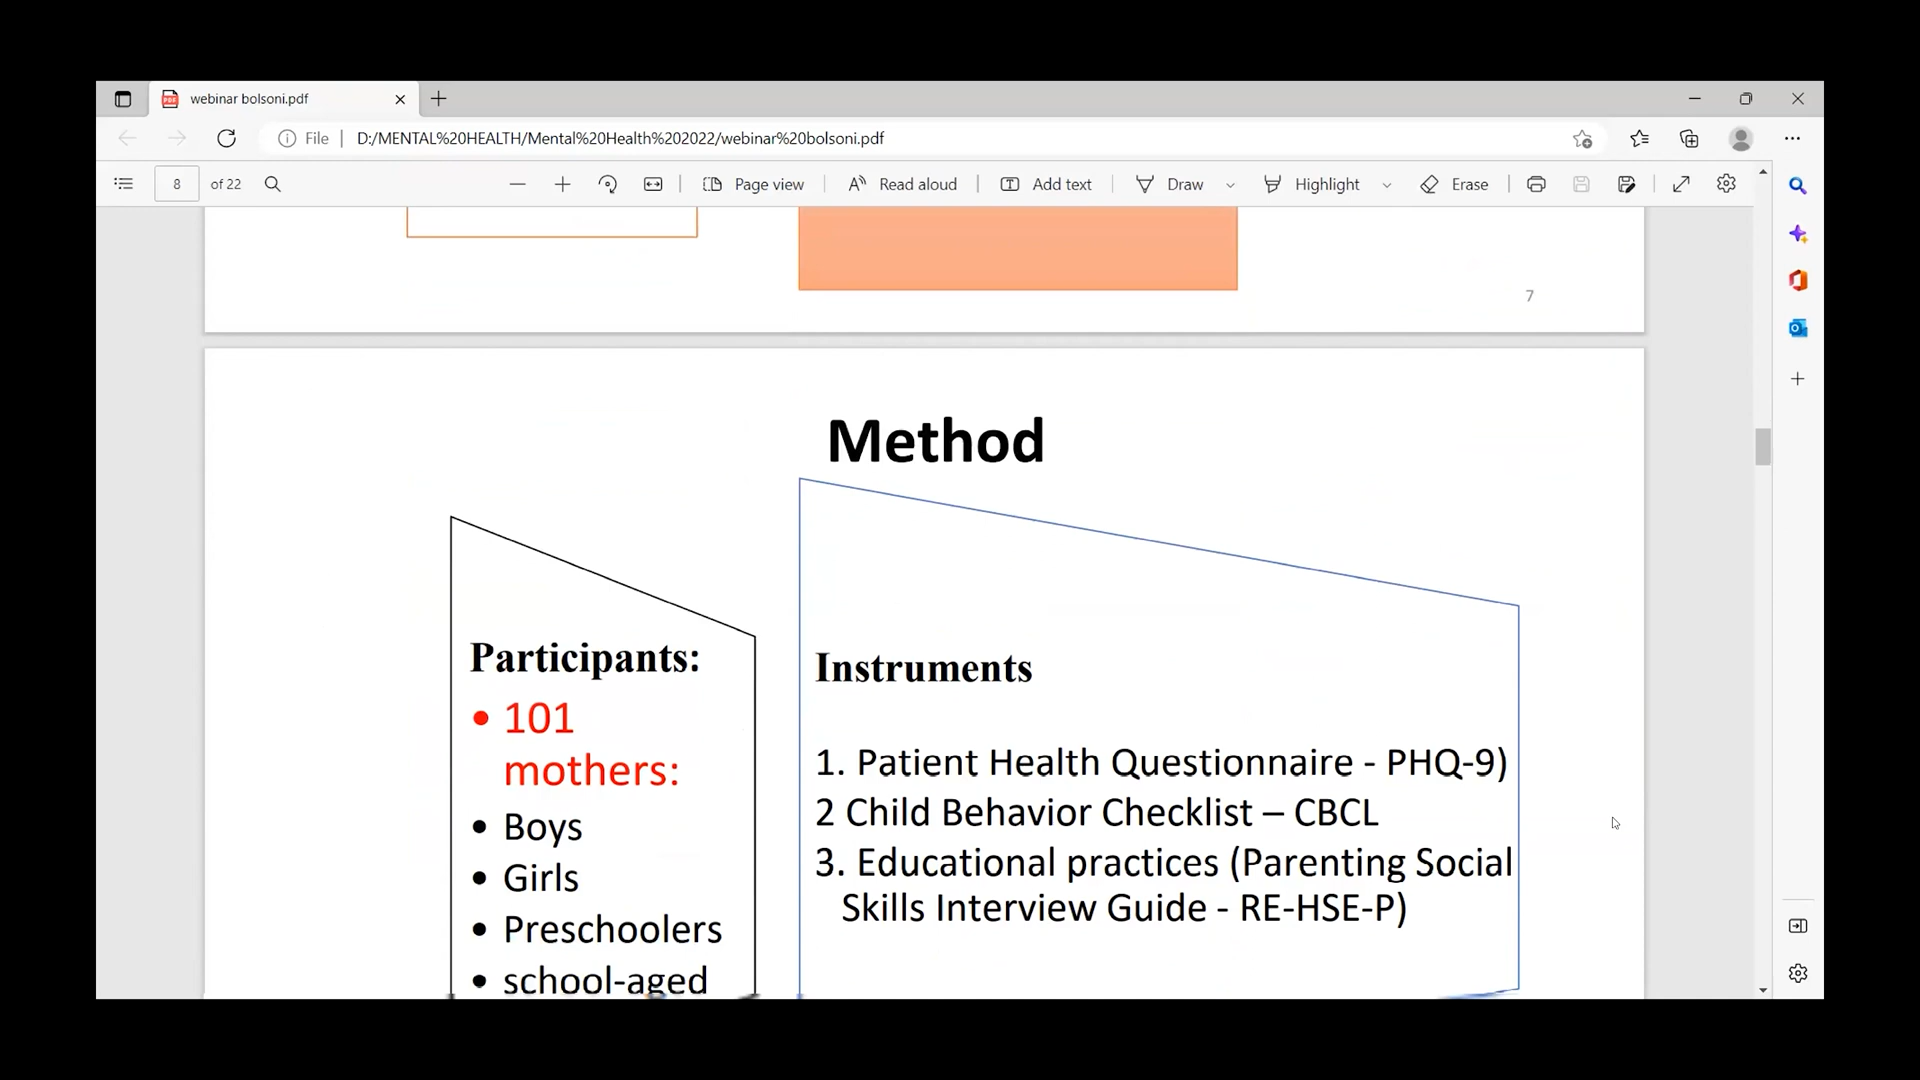 webinar bolsoni.pdf
File
D:/MENTAL%20HEALTH/Mental%20Health%202022/webinar%20bolsoni.pdf
8 of 22
Page view
Read aloud
Add text
Draw
Highlight
Erase
7
Method
Participants:
• 101
mothers:
• Boys
• Girls
• Preschoolers
• school-aged
Instruments
1. Patient Health Questionnaire - PHQ-9)
2 Child Behavior Checklist – CBCL
3. Educational practices (Parenting Social
Skills Interview Guide - RE-HSE-P)